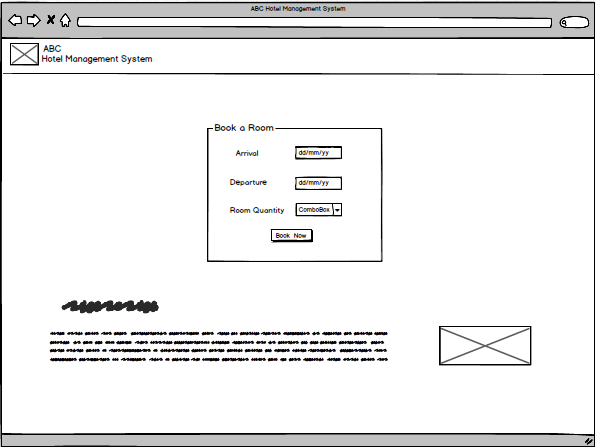 ABC Hotel Management System
ABC
Hotel Management System
Book a Room
Arrival
dd/mm/yy
Departure
dd/mm/yy
Room Quantity
ComboBox
Book Now